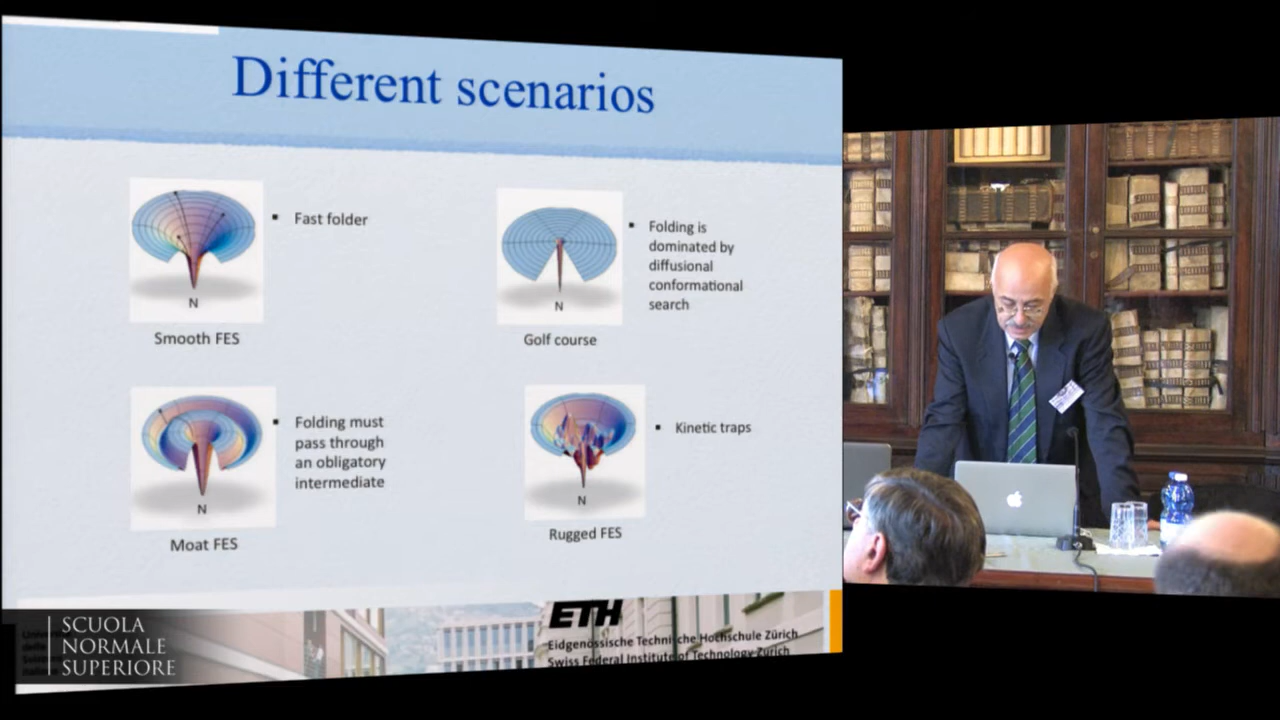 Different scenarios
Fast folder
N
Smooth FES
Folding is
dominated by
diffusional
conformational
search
N
Golf course
Folding must
pass through
an obligatory
intermediate
N
Moat FES
Kinetic traps
N
Rugged FES
SCUOLA
NORMALE
SUPERIORE
ETH
Eidgenössische Technische Hochschule Zürich
Swiss Federal Institute of Technology Zurich